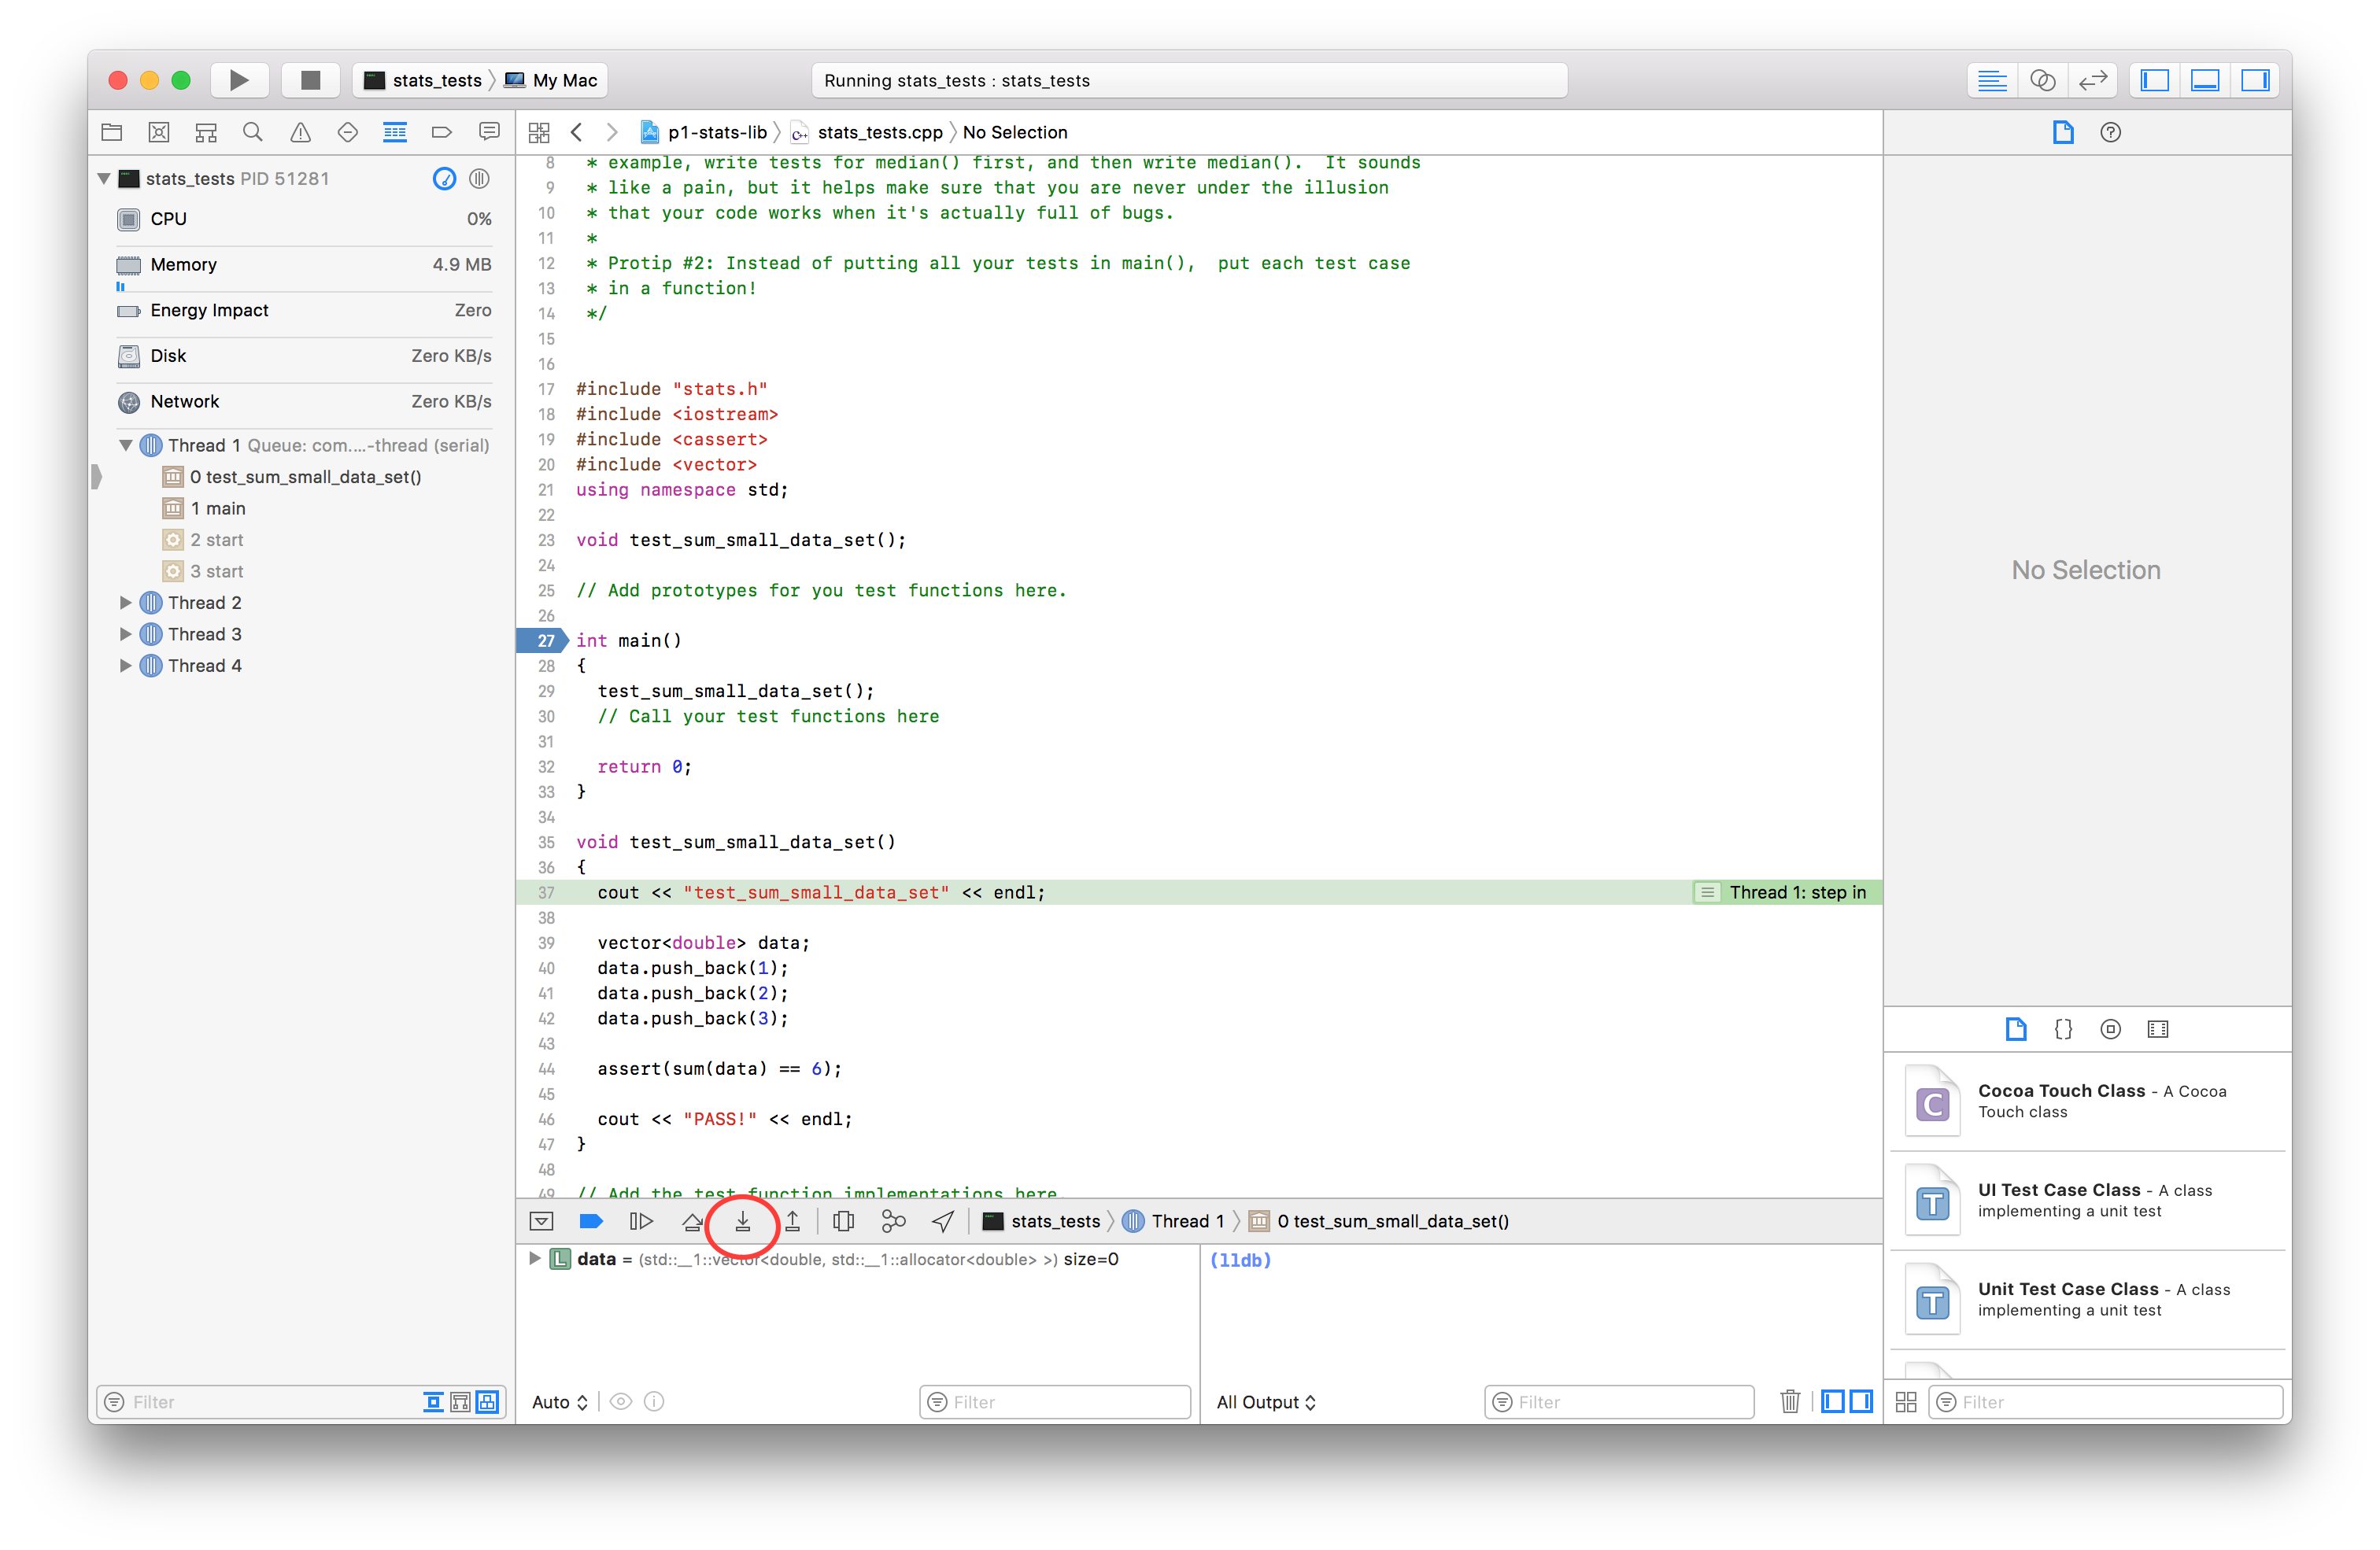 stats_tests My Mac
Running stats_tests : stats_tests
stats_tests PID 51281
CPU 0%
Memory 4.9 MB
Energy Impact Zero
Disk Zero KB/s
Network Zero KB/s
Thread 1 Queue: com....-thread (serial)
0 test_sum_small_data_set()
1 main
2 start
3 start
Thread 2
Thread 3
Thread 4
Filter
p1-stats-lib stats_tests.cpp No Selection
8 * example, write tests for median() first, and then write median().  It sounds
9 * like a pain, but it helps make sure that you are never under the illusion
10 * that your code works when it's actually full of bugs.
11 *
12 * Protip #2: Instead of putting all your tests in main(),  put each test case
13 * in a function!
14 */
15
16
17 #include "stats.h"
18 #include <iostream>
19 #include <cassert>
20 #include <vector>
21 using namespace std;
22
23 void test_sum_small_data_set();
24
25 // Add prototypes for you test functions here.
26
27 int main()
28 {
29   test_sum_small_data_set();
30   // Call your test functions here
31
32   return 0;
33 }
34
35 void test_sum_small_data_set()
36 {
37   cout << "test_sum_small_data_set" << endl; Thread 1: step in
38
39   vector<double> data;
40   data.push_back(1);
41   data.push_back(2);
42   data.push_back(3);
43
44   assert(sum(data) == 6);
45
46   cout << "PASS!" << endl;
47 }
48
49 // Add the test function implementations here.
stats_tests Thread 1 0 test_sum_small_data_set()
L data = (std::__1::vector<double, std::__1::allocator<double> >) size=0
Auto Filter
(lldb)
All Output Filter
No Selection
C
Cocoa Touch Class - A Cocoa
Touch class
T
UI Test Case Class - A class
implementing a unit test
T
Unit Test Case Class - A class
implementing a unit test
Filter